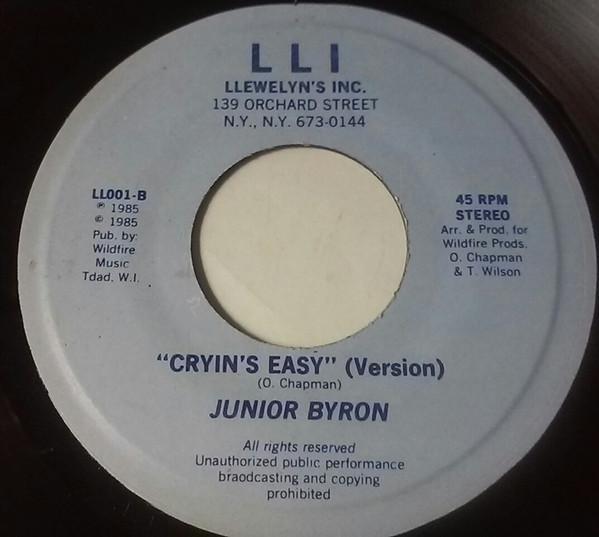 LLI
LLEWELYN'S INC.
139 ORCHARD STREET
N.Y., N.Y. 673-0144
LL001-B
℗ 1985
© 1985
Pub. by:
Wildfire
Music
Tdad, W.I.
45 RPM
STEREO
Arr. & Prod. for
Wildfire Prods.
O. Chapman
& T. Wilson
"CRYIN'S EASY" (Version)
(O. Chapman)
JUNIOR BYRON
All rights reserved
Unauthorized public performance
braodcasting and copying
prohibited